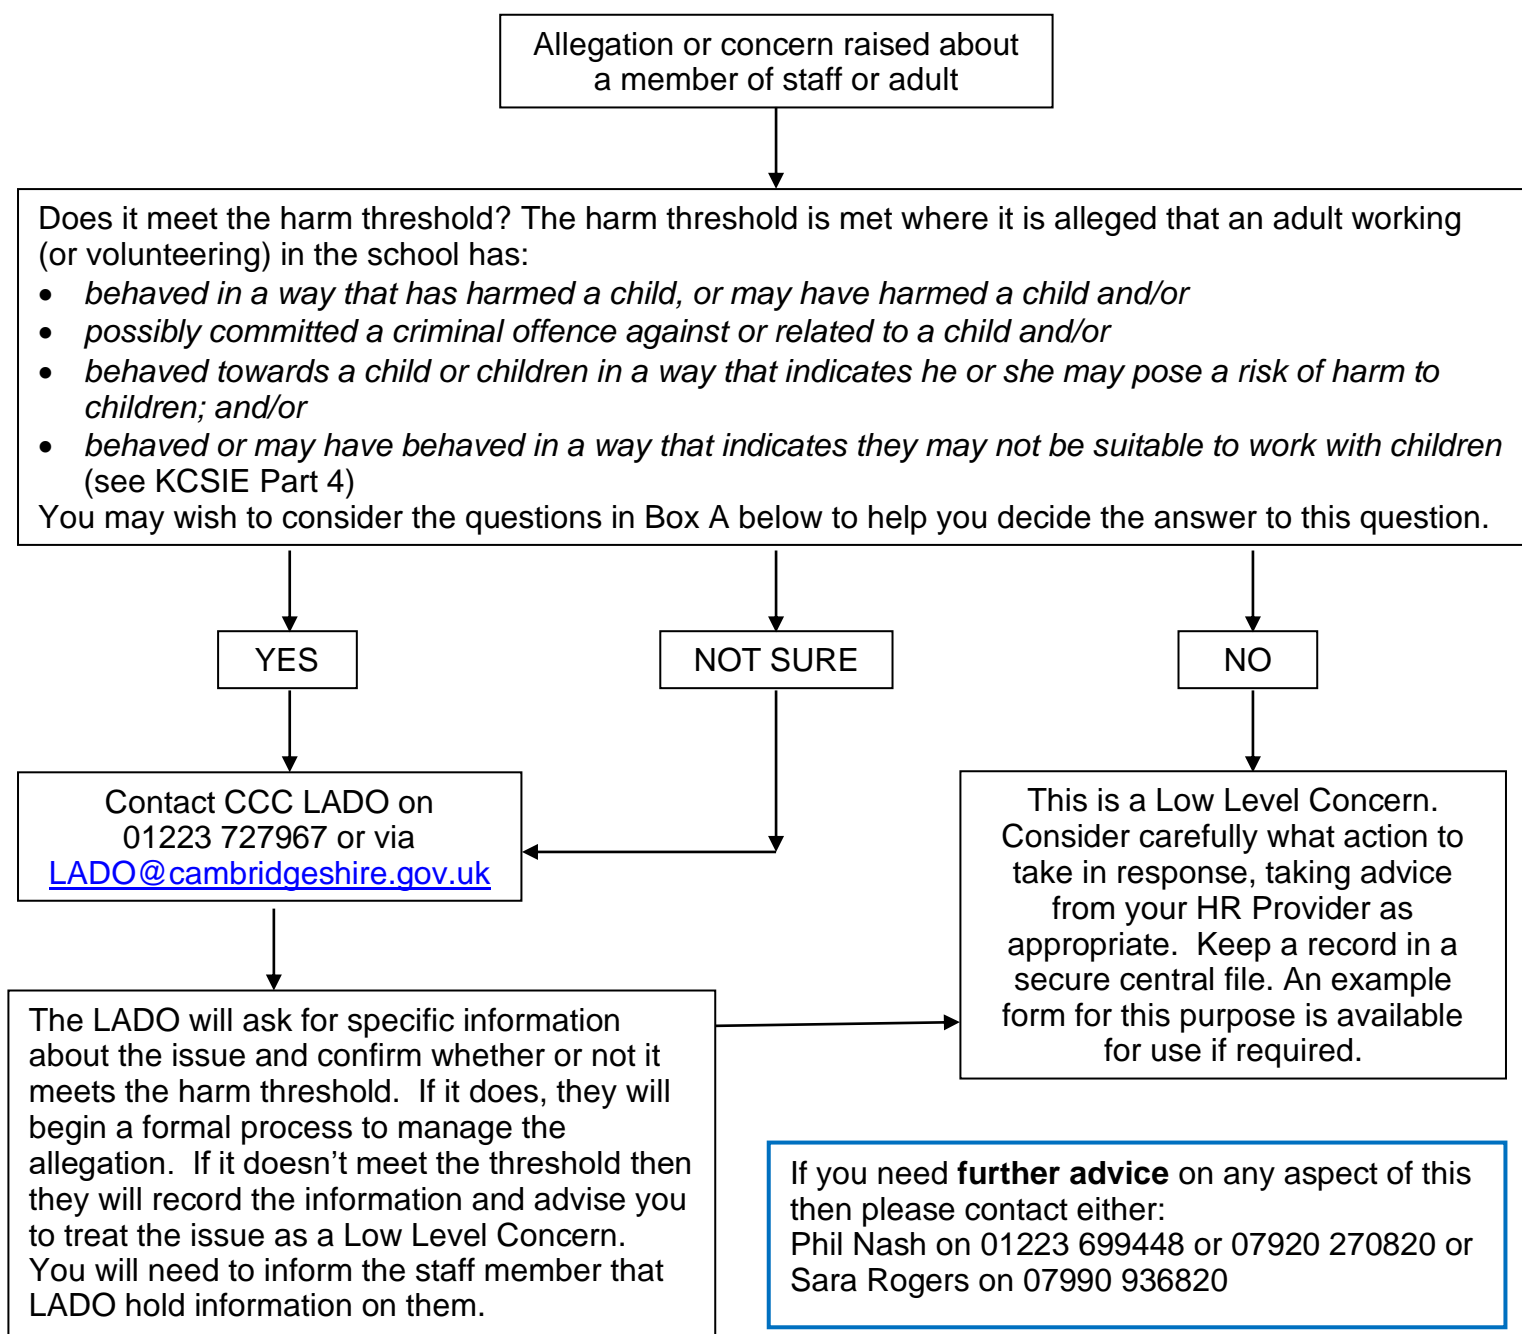 Allegation or concern raised about
a member of staff or adult
Does it meet the harm threshold? The harm threshold is met where it is alleged that an adult working
(or volunteering) in the school has:
• behaved in a way that has harmed a child, or may have harmed a child and/or
• possibly committed a criminal offence against or related to a child and/or
• behaved towards a child or children in a way that indicates he or she may pose a risk of harm to
children; and/or
• behaved or may have behaved in a way that indicates they may not be suitable to work with children
(see KCSIE Part 4)
You may wish to consider the questions in Box A below to help you decide the answer to this question.
YES
NOT SURE
NO
Contact CCC LADO on
01223 727967 or via
LADO@cambridgeshire.gov.uk
This is a Low Level Concern.
Consider carefully what action to
take in response, taking advice
from your HR Provider as
appropriate.  Keep a record in a
secure central file. An example
form for this purpose is available
for use if required.
The LADO will ask for specific information
about the issue and confirm whether or not it
meets the harm threshold.  If it does, they will
begin a formal process to manage the
allegation.  If it doesn’t meet the threshold then
they will record the information and advise you
to treat the issue as a Low Level Concern.
You will need to inform the staff member that
LADO hold information on them.
If you need further advice on any aspect of this
then please contact either:
Phil Nash on 01223 699448 or 07920 270820 or
Sara Rogers on 07990 936820